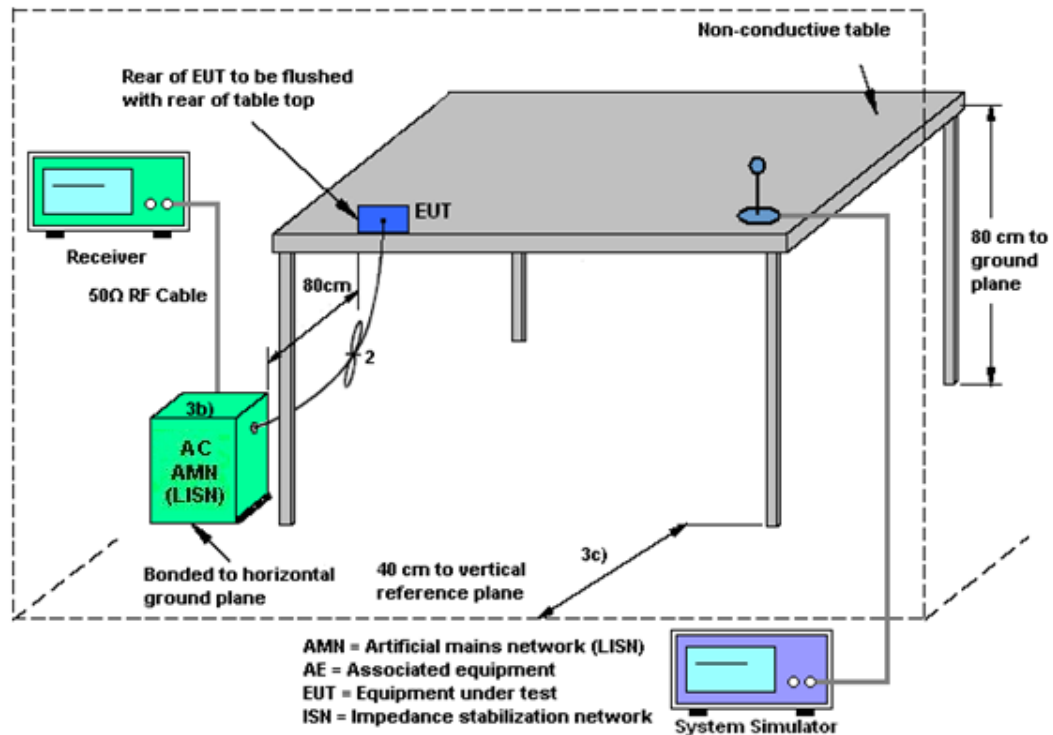 Non-conductive table
Rear of EUT to be flushed
with rear of table top
EUT
Receiver
50Ω RF Cable
80cm
80 cm to
ground
plane
2
3b)
AC
AMN
(LISN)
Bonded to horizontal
ground plane
40 cm to vertical
reference plane
3c)
AMN = Artificial mains network (LISN)
AE = Associated equipment
EUT = Equipment under test
ISN = Impedance stabilization network
System Simulator